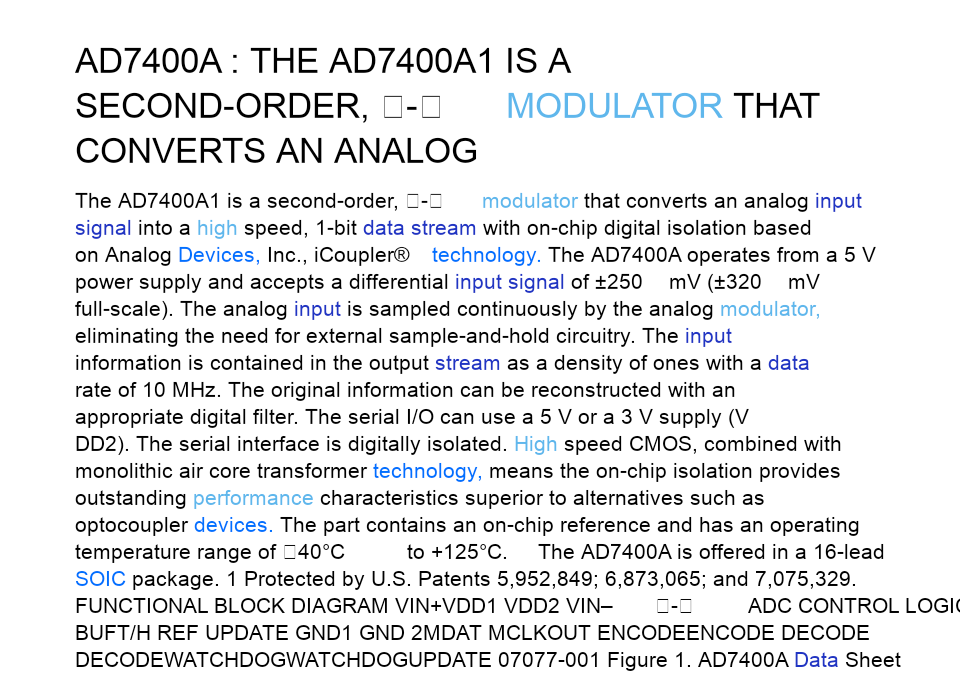 AD7400A : THE AD7400A1 IS A
SECOND-ORDER, □-□ MODULATOR THAT
CONVERTS AN ANALOG
The AD7400A1 is a second-order, □-□ modulator that converts an analog input
signal into a high speed, 1-bit data stream with on-chip digital isolation based
on Analog Devices, Inc., iCoupler® technology. The AD7400A operates from a 5 V
power supply and accepts a differential input signal of ±250 mV (±320 mV
full-scale). The analog input is sampled continuously by the analog modulator,
eliminating the need for external sample-and-hold circuitry. The input
information is contained in the output stream as a density of ones with a data
rate of 10 MHz. The original information can be reconstructed with an
appropriate digital filter. The serial I/O can use a 5 V or a 3 V supply (V
DD2). The serial interface is digitally isolated. High speed CMOS, combined with
monolithic air core transformer technology, means the on-chip isolation provides
outstanding performance characteristics superior to alternatives such as
optocoupler devices. The part contains an on-chip reference and has an operating
temperature range of □40°C to +125°C. The AD7400A is offered in a 16-lead
SOIC package. 1 Protected by U.S. Patents 5,952,849; 6,873,065; and 7,075,329.
FUNCTIONAL BLOCK DIAGRAM VIN+VDD1 VDD2 VIN– □-□ ADC CONTROL LOGIC
BUFT/H REF UPDATE GND1 GND 2MDAT MCLKOUT ENCODEENCODE DECODE
DECODEWATCHDOGWATCHDOGUPDATE 07077-001 Figure 1. AD7400A Data Sheet